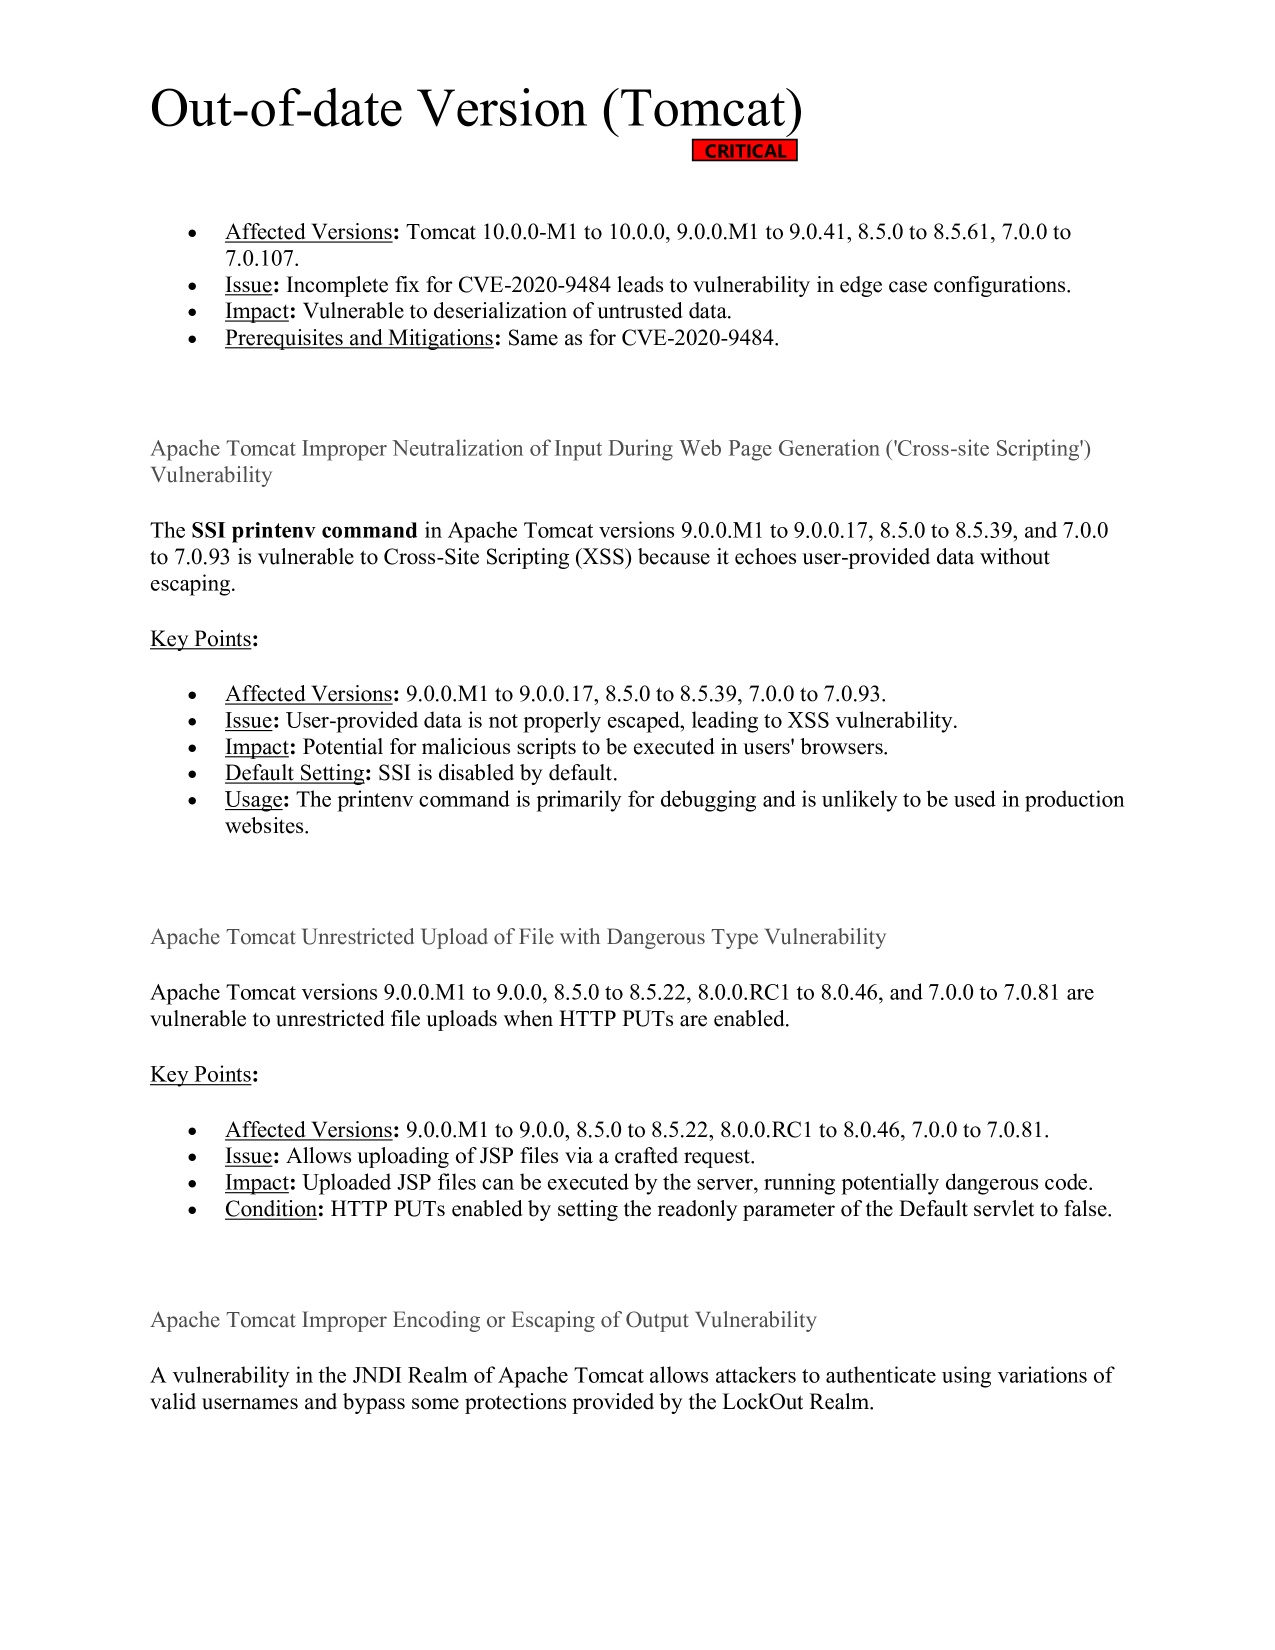 Out-of-date Version (Tomcat)
CRITICAL
• Affected Versions: Tomcat 10.0.0-M1 to 10.0.0, 9.0.0.M1 to 9.0.41, 8.5.0 to 8.5.61, 7.0.0 to
7.0.107.
• Issue: Incomplete fix for CVE-2020-9484 leads to vulnerability in edge case configurations.
• Impact: Vulnerable to deserialization of untrusted data.
• Prerequisites and Mitigations: Same as for CVE-2020-9484.
Apache Tomcat Improper Neutralization of Input During Web Page Generation ('Cross-site Scripting')
Vulnerability
The SSI printenv command in Apache Tomcat versions 9.0.0.M1 to 9.0.0.17, 8.5.0 to 8.5.39, and 7.0.0
to 7.0.93 is vulnerable to Cross-Site Scripting (XSS) because it echoes user-provided data without
escaping.
Key Points:
• Affected Versions: 9.0.0.M1 to 9.0.0.17, 8.5.0 to 8.5.39, 7.0.0 to 7.0.93.
• Issue: User-provided data is not properly escaped, leading to XSS vulnerability.
• Impact: Potential for malicious scripts to be executed in users' browsers.
• Default Setting: SSI is disabled by default.
• Usage: The printenv command is primarily for debugging and is unlikely to be used in production
websites.
Apache Tomcat Unrestricted Upload of File with Dangerous Type Vulnerability
Apache Tomcat versions 9.0.0.M1 to 9.0.0, 8.5.0 to 8.5.22, 8.0.0.RC1 to 8.0.46, and 7.0.0 to 7.0.81 are
vulnerable to unrestricted file uploads when HTTP PUTs are enabled.
Key Points:
• Affected Versions: 9.0.0.M1 to 9.0.0, 8.5.0 to 8.5.22, 8.0.0.RC1 to 8.0.46, 7.0.0 to 7.0.81.
• Issue: Allows uploading of JSP files via a crafted request.
• Impact: Uploaded JSP files can be executed by the server, running potentially dangerous code.
• Condition: HTTP PUTs enabled by setting the readonly parameter of the Default servlet to false.
Apache Tomcat Improper Encoding or Escaping of Output Vulnerability
A vulnerability in the JNDI Realm of Apache Tomcat allows attackers to authenticate using variations of
valid usernames and bypass some protections provided by the LockOut Realm.